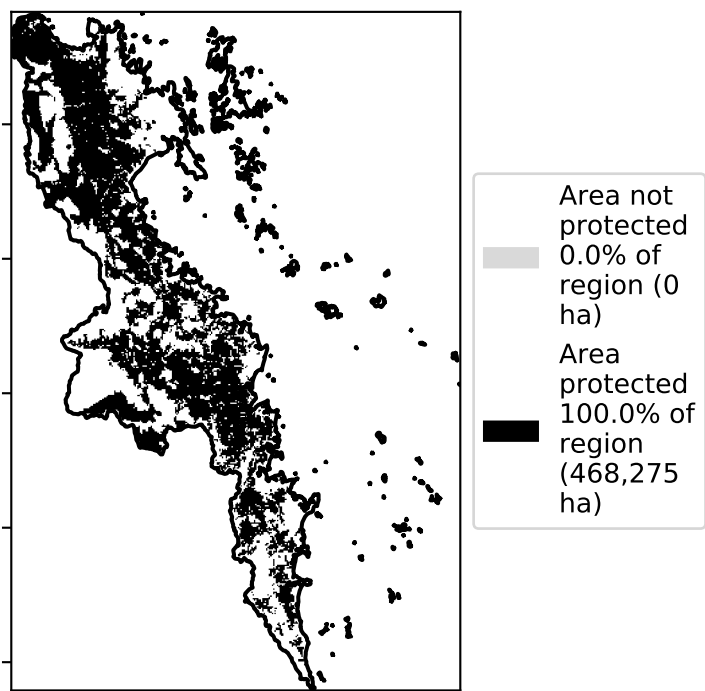 Area not
protected
0.0% of
region (0
ha)
Area
protected
100.0% of
region
(468,275
ha)